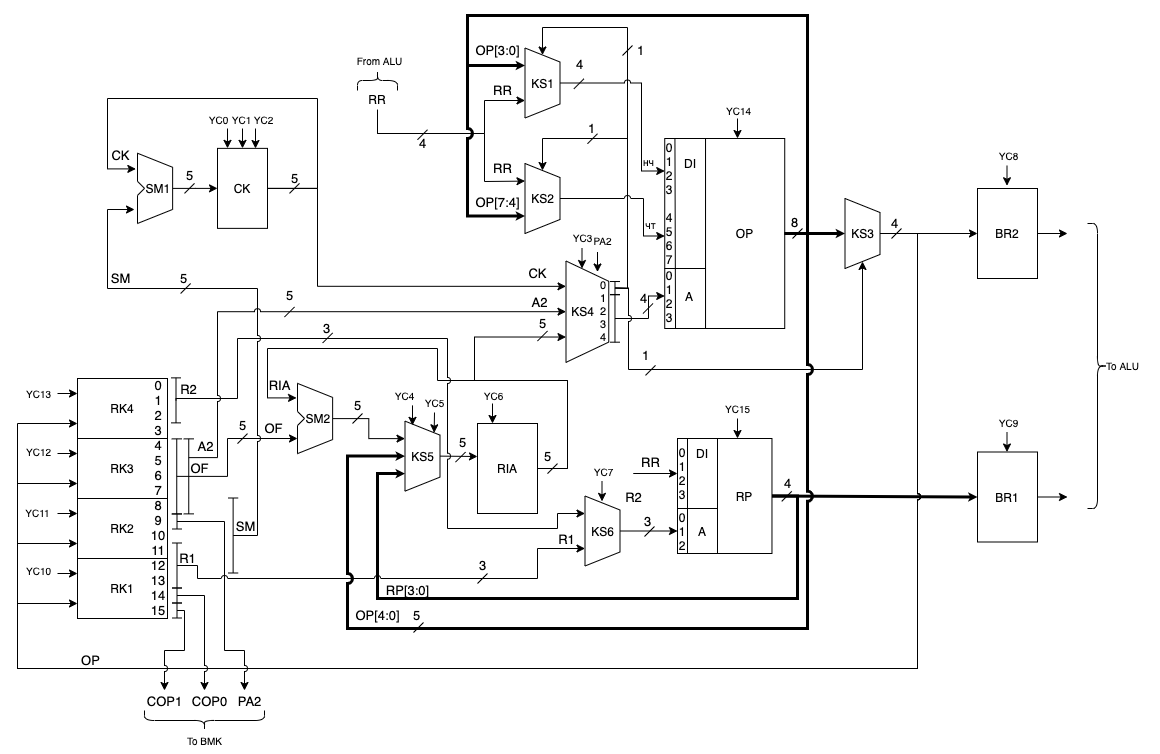 OP[3:0]
1
From ALU
4
RR
KS1
RR
YC14
YC0 YC1 YC2
4
1
0
1
2
3
DI
CK
нч
YC8
5
5
RR
SM1
CK
KS2
OP[7:4]
4
5
6
7
чт
OP
8
KS3
4
BR2
YC3 PA2
SM
5
CK
0
1
2
3
4
KS4
4
0
1
2
3
A
5
A2
3
5
1
To ALU
YC13
RK4
0
1
2
3
R2
RIA
SM2
5
YC4
YC5
YC6
YC15
YC9
5
OF
YC12
RK3
4
5
6
7
A2
OF
KS5
5
RIA
5
RR
0
1
2
3
DI
RP
4
BR1
YC7
R2
YC11
RK2
8
9
10
11
SM
KS6
3
0
1
2
A
R1
YC10
RK1
12
13
14
15
R1
3
RP[3:0]
OP[4:0]
5
OP
COP1
COP0
PA2
To BMK